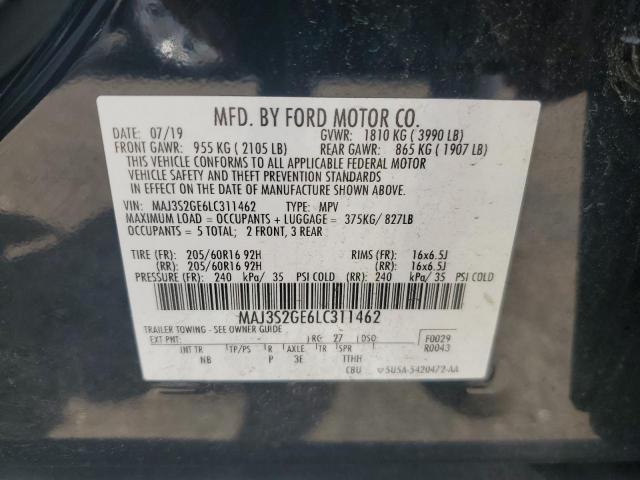 MFD. BY FORD MOTOR CO.
DATE: 07/19 GVWR: 1810 KG ( 3990 LB)
FRONT GAWR: 955 KG ( 2105 LB) REAR GAWR: 865 KG ( 1907 LB)
THIS VEHICLE CONFORMS TO ALL APPLICABLE FEDERAL MOTOR
VEHICLE SAFETY AND THEFT PREVENTION STANDARDS
IN EFFECT ON THE DATE OF MANUFACTURE SHOWN ABOVE.
VIN: MAJ3S2GE6LC311462 TYPE: MPV
MAXIMUM LOAD = OCCUPANTS + LUGGAGE = 375KG/ 827LB
OCCUPANTS = 5 TOTAL; 2 FRONT, 3 REAR
TIRE (FR): 205/60R16 92H RIMS (FR): 16x6.5J
(RR): 205/60R16 92H (RR): 16x6.5J
PRESSURE (FR): 240 kPa/ 35 PSI COLD (RR): 240 kPa/ 35 PSI COLD
MAJ3S2GE6LC311462
TRAILER TOWING - SEE OWNER GUIDE
EXT PNT: - RC: 27 DSO: F0029
INT TR TP/PS R AXLE TR SPR R0043
NB P 3E TTHH
CBU 5U5A-5420472-AA